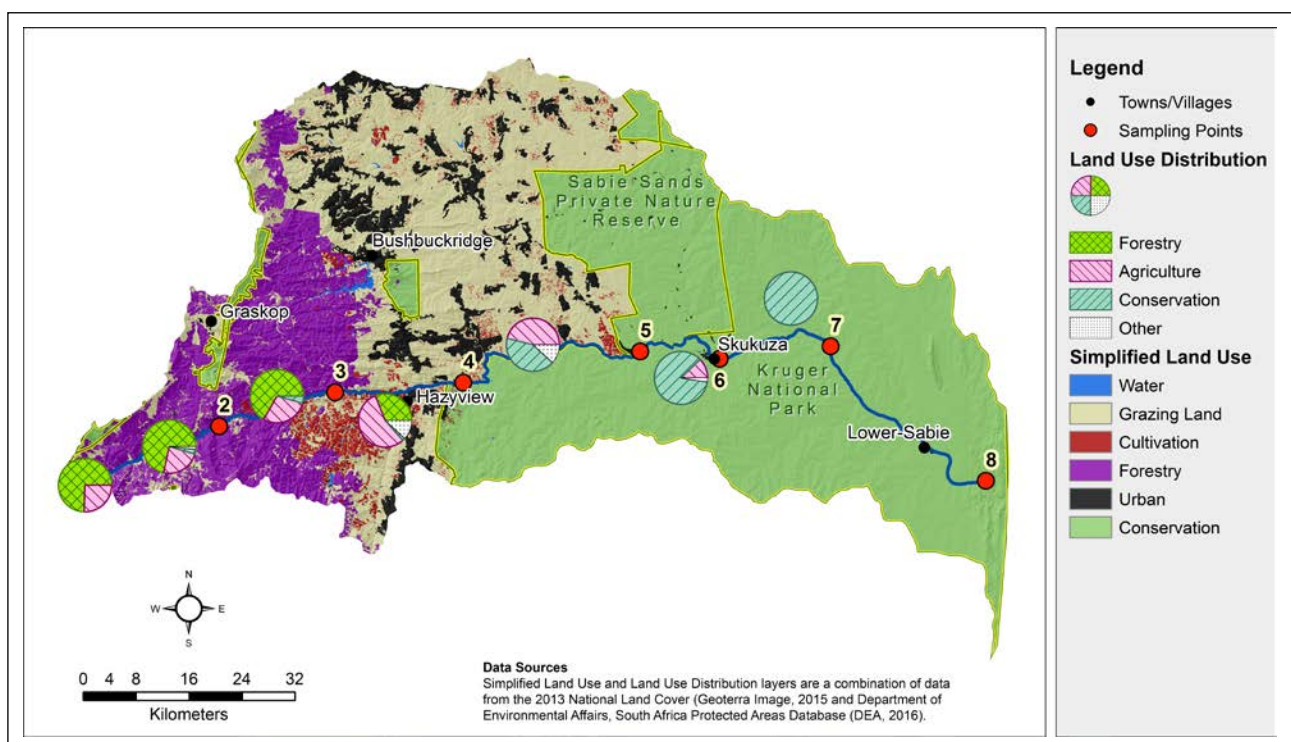 Sabie Sands
Private Nature
Reserve
Bushbuckridge
Graskop
5
7
Skukuza
3
4
6
Kruger
National
Park
2
Hazyview
Lower-Sabie
8
N
W
E
S
0 4 8 16 24 32
Kilometers
Data Sources
Simplified Land Use and Land Use Distribution layers are a combination of data
from the 2013 National Land Cover (Geoterra Image, 2015 and Department of
Environmental Affairs, South Africa Protected Areas Database (DEA, 2016).
Legend
Towns/Villages
Sampling Points
Land Use Distribution
Forestry
Agriculture
Conservation
Other
Simplified Land Use
Water
Grazing Land
Cultivation
Forestry
Urban
Conservation